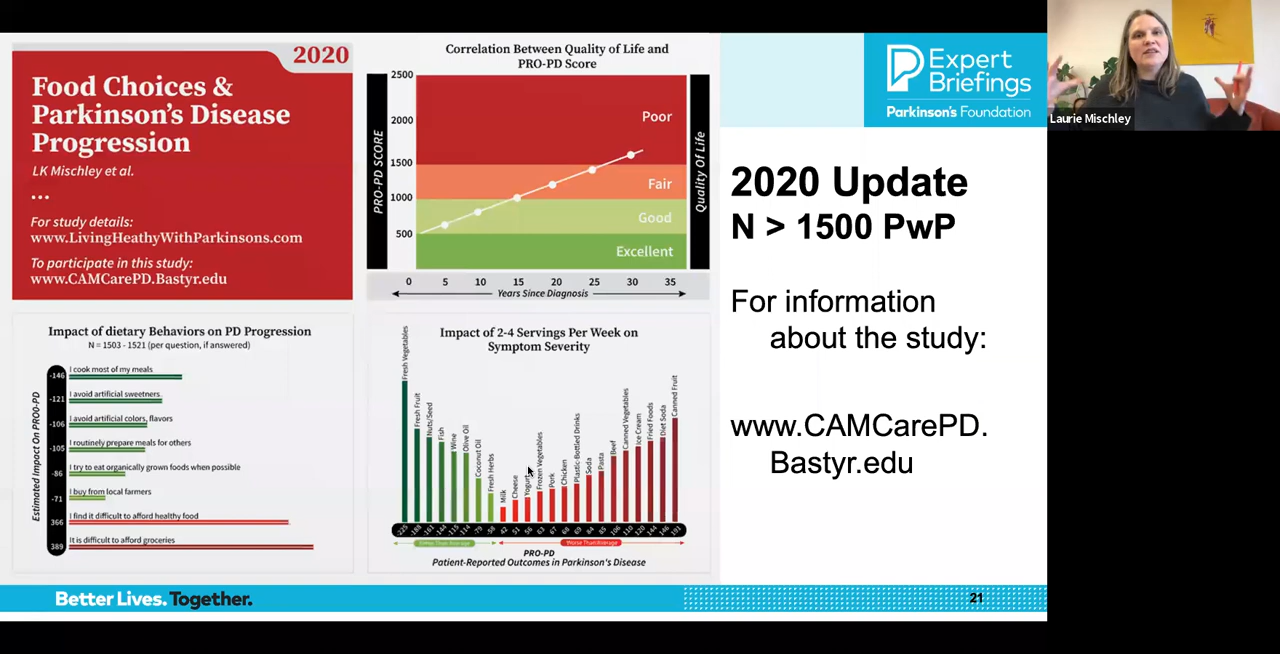 2020
Food Choices &
Parkinson's Disease
Progression
LK Mischley et al.
...
For study details:
www.LivingHeathyWithParkinsons.com
To participate in this study:
www.CAMCarePD.Bastyr.edu
Correlation Between Quality of Life and
PRO-PD Score
PRO-PD SCORE
2500
2000
1500
1000
500
Poor
Fair
Good
Excellent
Quality Of Life
0 5 10 15 20 25 30 35
Years Since Diagnosis
Impact of dietary Behaviors on PD Progression
N = 1503 - 1521 (per question, if answered)
Estimated Impact On PRO0-PD
-146 I cook most of my meals
-121 I avoid artificial sweetners.
-106 I avoid artificial colors, flavors
-105 I routinely prepare meals for others
-86 I try to eat organically grown foods when possible
-71 I buy from local farmers
366 I find it difficult to afford healthy food
389 It is difficult to afford groceries
Impact of 2-4 Servings Per Week on
Symptom Severity
Fresh Vegetables
Fresh Fruit
Nuts/Seed
Fish
Wine
Olive Oil
Coconut Oil
Fresh Herbs
Milk
Cheese
Yogurt
Frozen Vegetables
Pork
Chicken
Plastic-Bottled Drinks
Soda
Pasta
Beef
Canned Vegetables
Ice Cream
Fried Foods
Diet Soda
Canned Fruit
Worse Than Average
PRO-PD
Patient-Reported Outcomes in Parkinson's Disease
Expert
Briefings
Parkinson's Foundation
2020 Update
N > 1500 PwP
For information
about the study:
www.CAMCarePD.
Bastyr.edu
Better Lives. Together.
21
Laurie Mischley